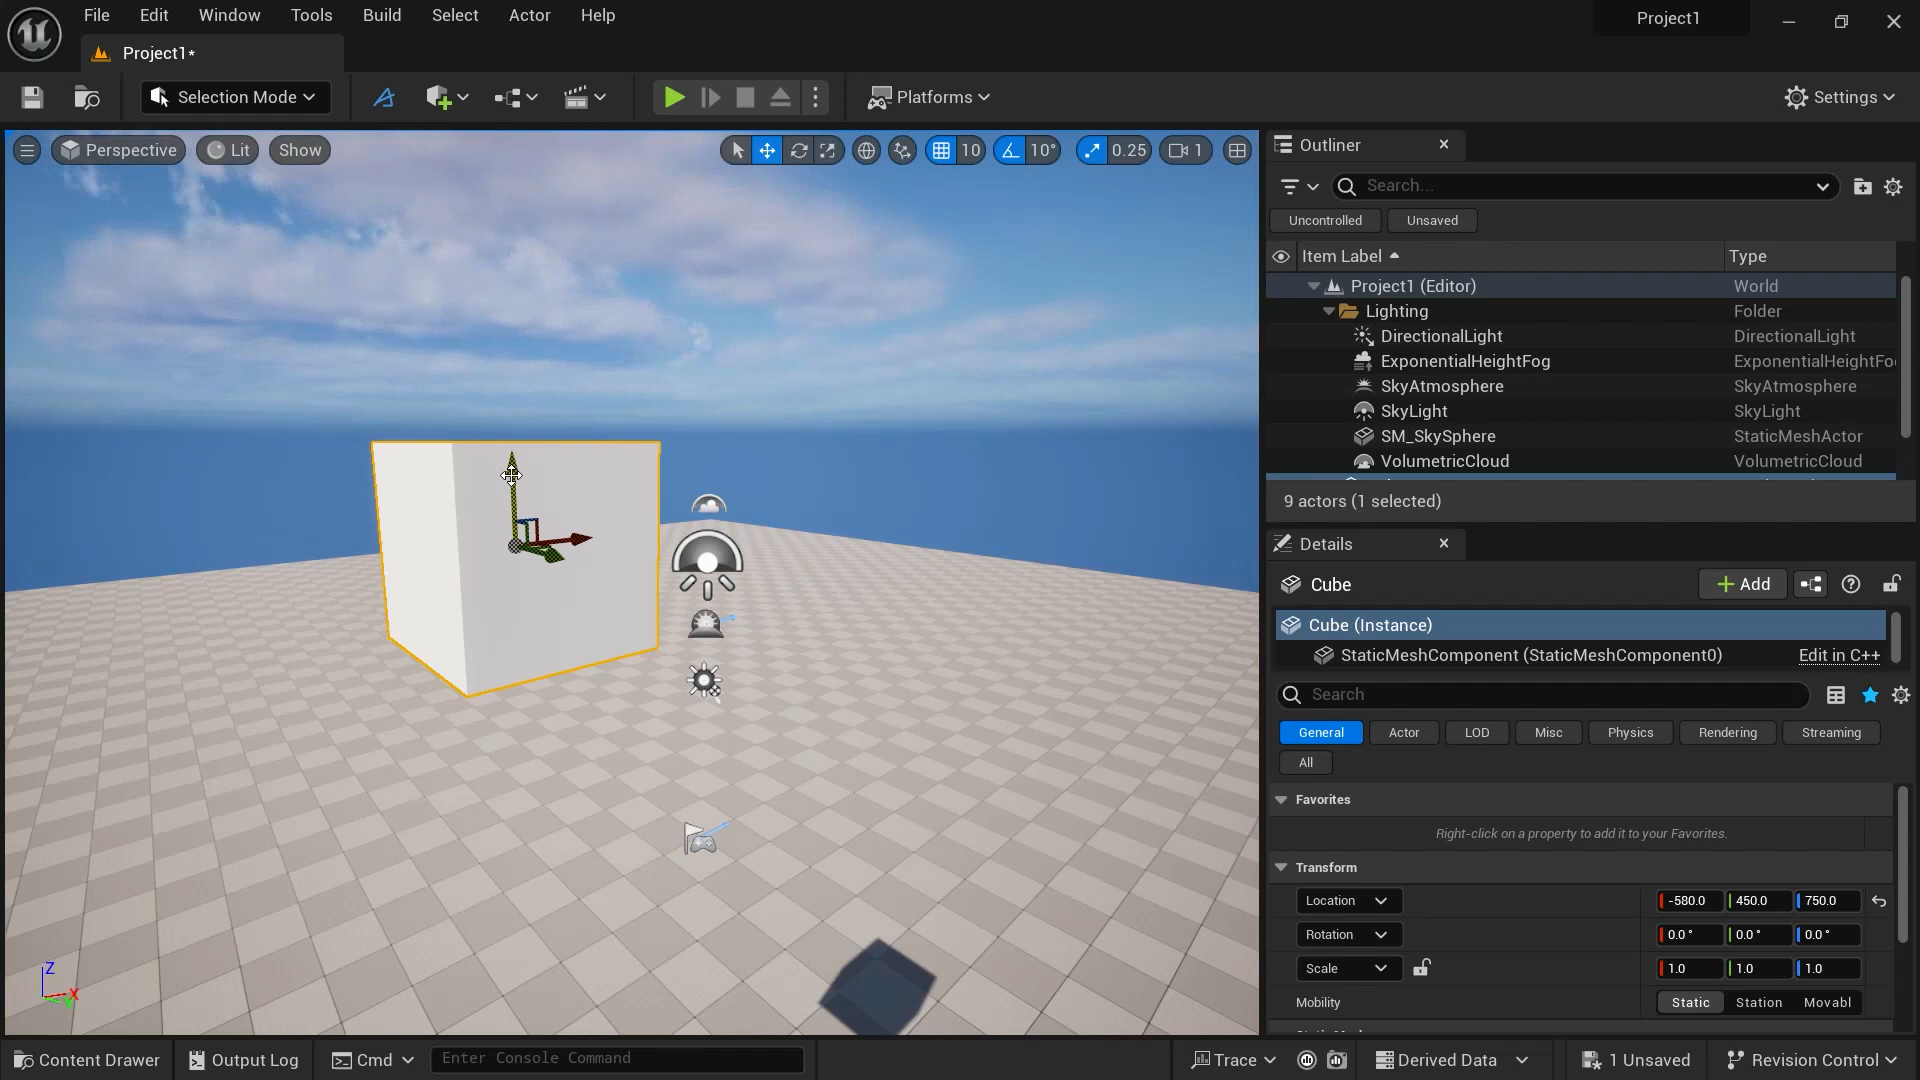 File Edit Window Tools Build Select Actor Help
Project1
Project1*
Selection Mode
Platforms
Settings
Perspective Lit Show
10 10° 0.25 1
Outliner
Search...
Uncontrolled Unsaved
Item Label Type
Project1 (Editor) World
Lighting Folder
DirectionalLight DirectionalLight
ExponentialHeightFog ExponentialHeightFo
SkyAtmosphere SkyAtmosphere
SkyLight SkyLight
SM_SkySphere StaticMeshActor
VolumetricCloud VolumetricCloud
9 actors (1 selected)
Details
Cube Add
Cube (Instance)
StaticMeshComponent (StaticMeshComponent0) Edit in C++
Search
General Actor LOD Misc Physics Rendering Streaming
All
Favorites
Right-click on a property to add it to your Favorites.
Transform
Location -580.0 450.0 750.0
Rotation 0.0° 0.0° 0.0°
Scale 1.0 1.0 1.0
Mobility Static Station Movabl
Z
X
Y
Content Drawer Output Log Cmd Enter Console Command Trace Derived Data 1 Unsaved Revision Control